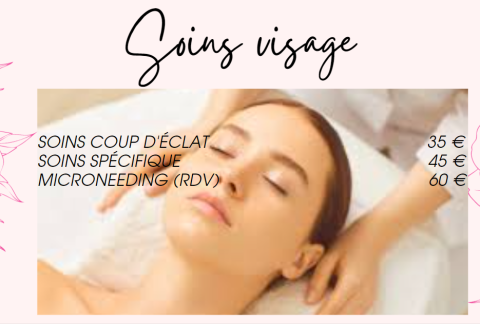 Soins visage
SOINS COUP D'ÉCLAT 35 €
SOINS SPÉCIFIQUE 45 €
MICRONEEDING (RDV) 60 €